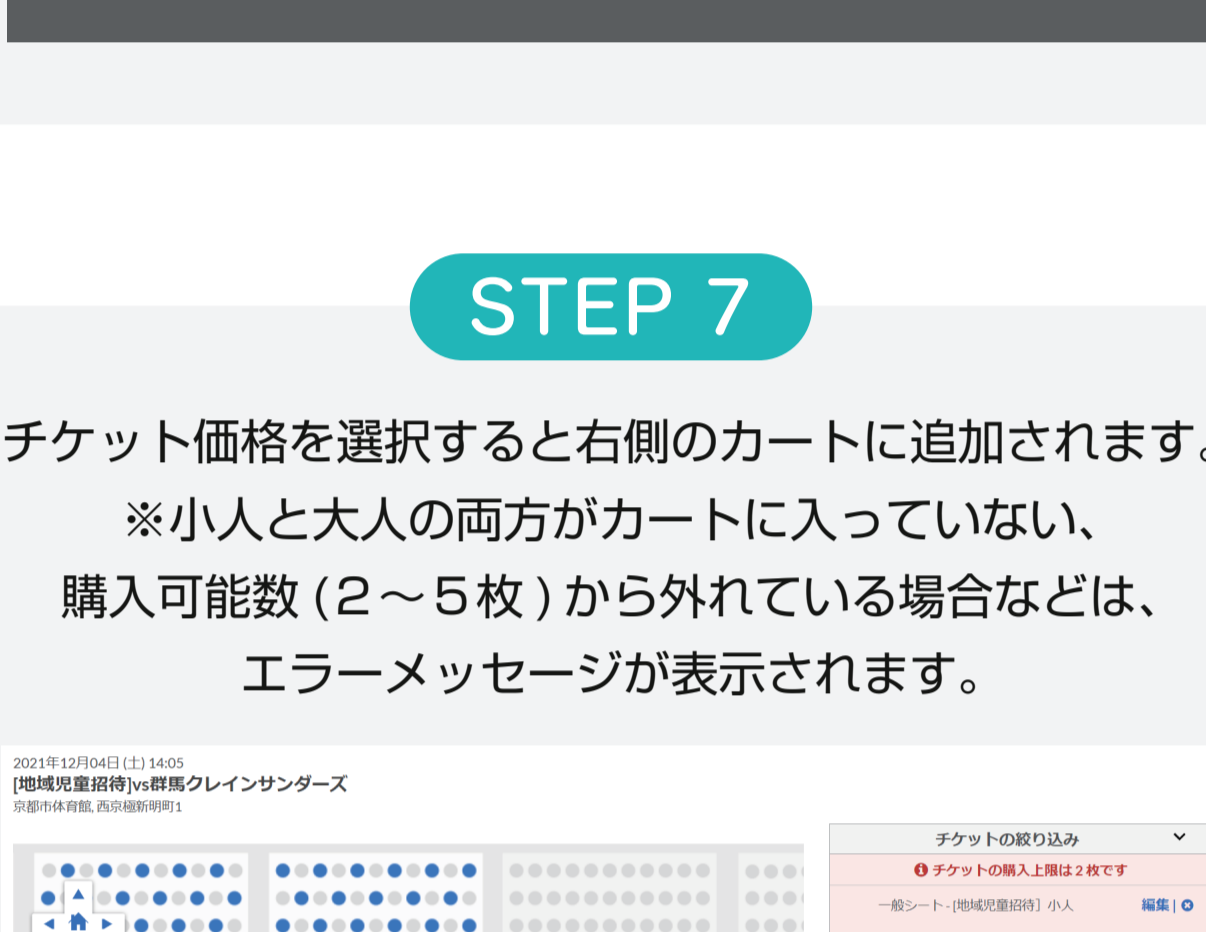 STEP 7
チケット価格を選択すると右側のカートに追加されます。
※小人と大人の両方がカートに入っていない、
購入可能数(２〜５枚)から外れている場合などは、
エラーメッセージが表示されます。
2021年12月04日 (土) 14:05
[地域児童招待]vs群馬クレインサンダーズ
京都市体育館, 西京極新明町1
チケットの絞り込み
チケットの購入上限は2枚です
一般シート - [地域児童招待］小人 編集 |